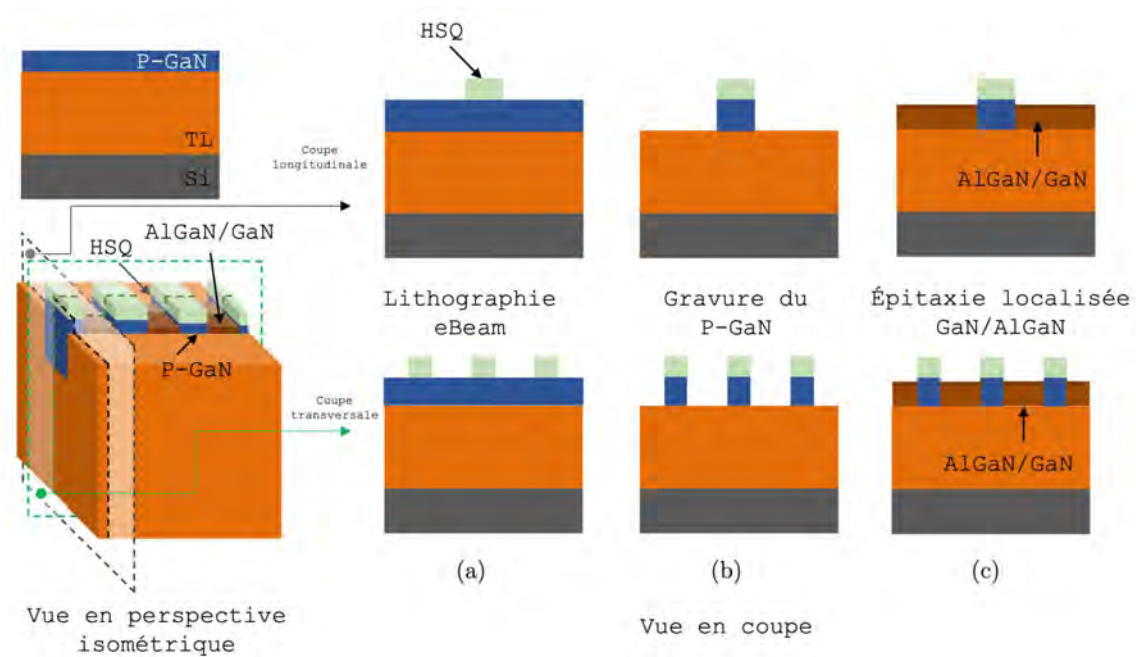 P-GaN
TL
Si
HSQ
Coupe
longitudinale
AlGaN/GaN
AlGaN/GaN
HSQ
P-GaN
Lithographie
eBeam
Gravure du
P-GaN
Épitaxie localisée
GaN/AlGaN
Coupe
transversale
AlGaN/GaN
(a)
(b)
(c)
Vue en perspective
isométrique
Vue en coupe